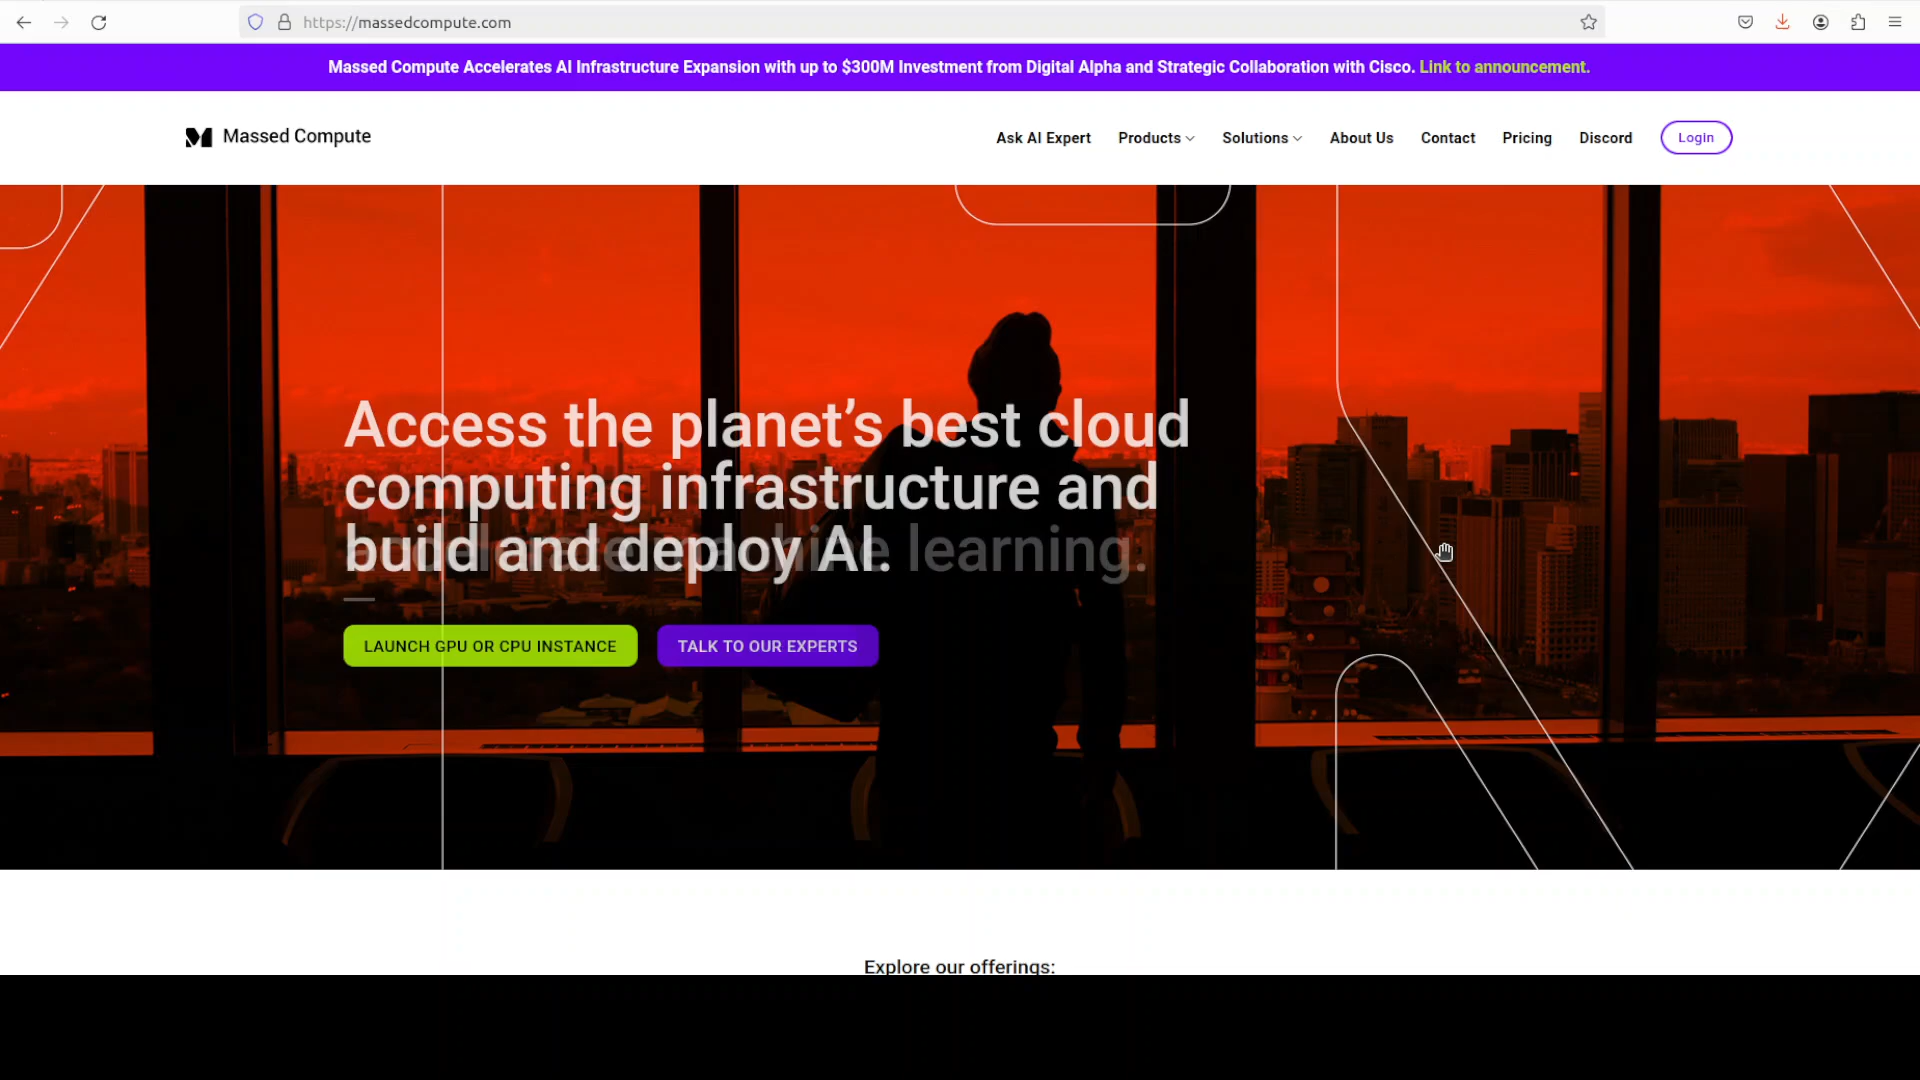 https://massedcompute.com
Massed Compute Accelerates AI Infrastructure Expansion with up to $300M Investment from Digital Alpha and Strategic Collaboration with Cisco. Link to announcement.
Massed Compute
Ask AI Expert
Products
Solutions
About Us
Contact
Pricing
Discord
Login
Access the planet’s best cloud
computing infrastructure and
build and deploy AI.
learning.
LAUNCH GPU OR CPU INSTANCE
TALK TO OUR EXPERTS
Explore our offerings: